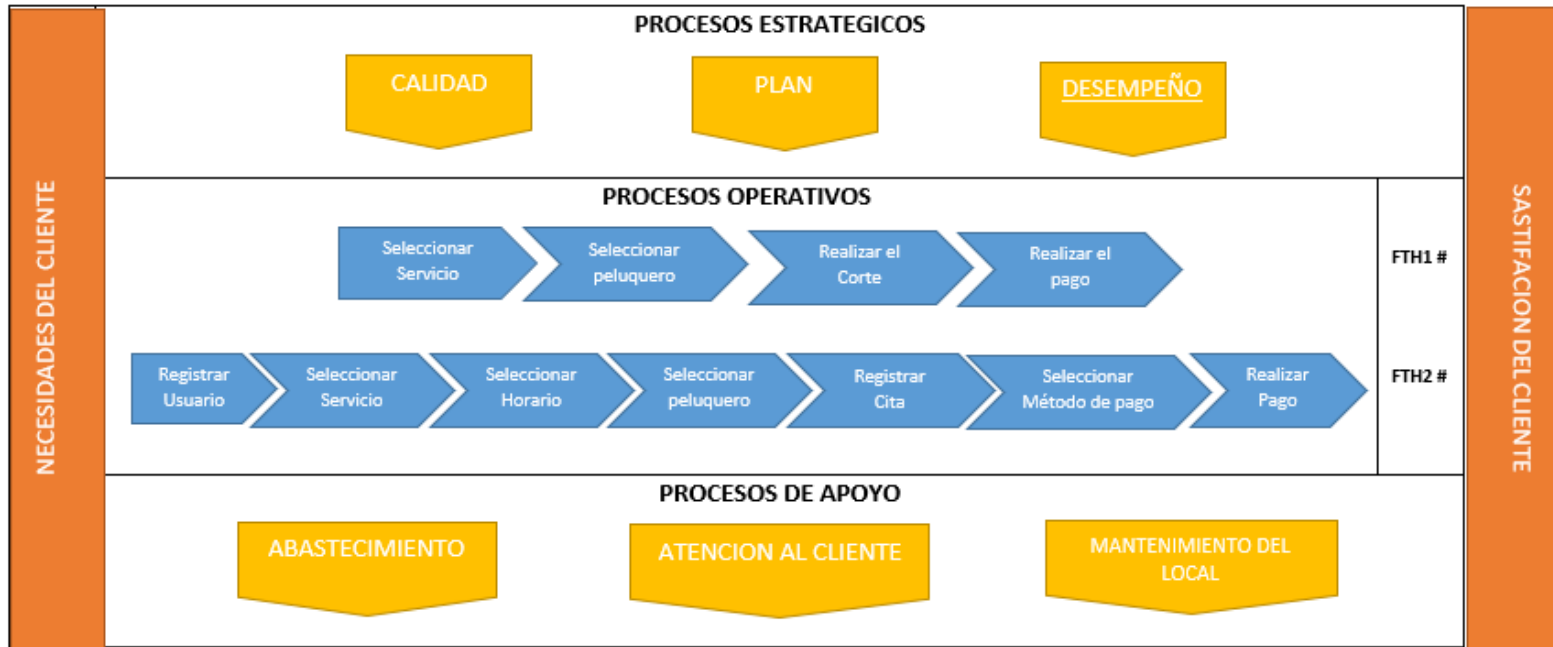 NECESIDADES DEL CLIENTE
PROCESOS ESTRATEGICOS
CALIDAD
PLAN
DESEMPEÑO
PROCESOS OPERATIVOS
Seleccionar
Servicio
Seleccionar
peluquero
Realizar el
Corte
Realizar el
pago
FTH1 #
Registrar
Usuario
Seleccionar
Servicio
Seleccionar
Horario
Seleccionar
peluquero
Registrar
Cita
Seleccionar
Método de pago
Realizar
Pago
FTH2 #
PROCESOS DE APOYO
ABASTECIMIENTO
ATENCION AL CLIENTE
MANTENIMIENTO DEL
LOCAL
SASTIFACION DEL CLIENTE